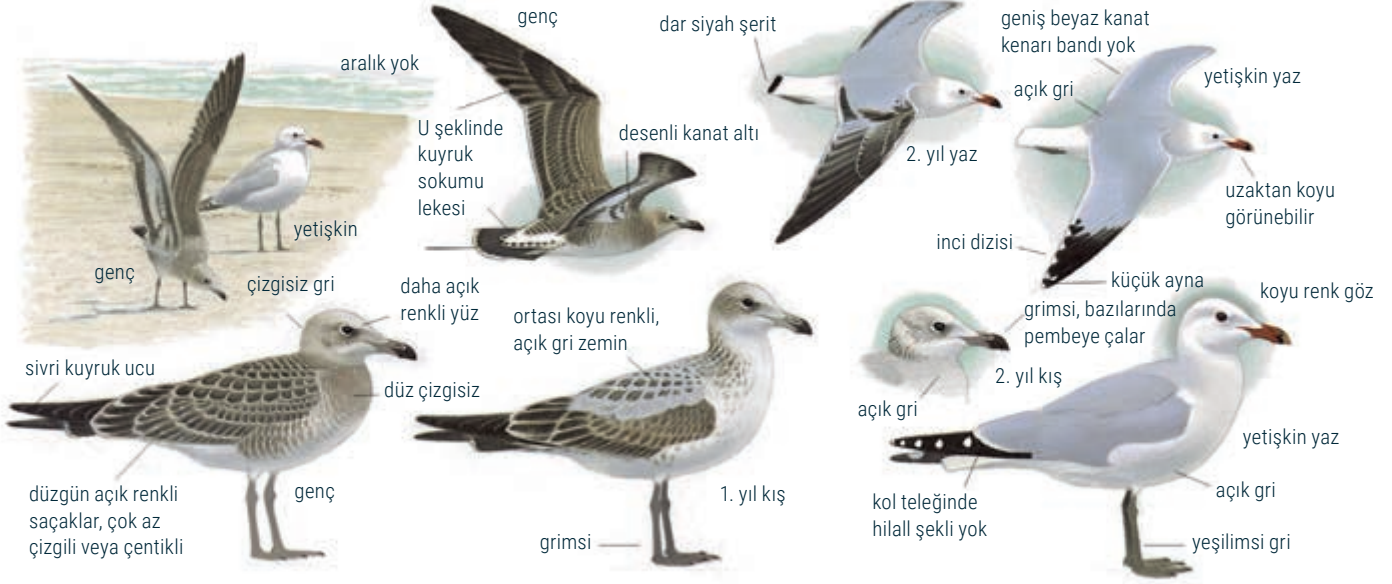 genç
aralık yok
U şeklinde
kuyruk
sokumu
lekesi
desenli kanat altı
yetişkin
genç
dar siyah şerit
2. yıl yaz
geniş beyaz kanat
kenarı bandı yok
açık gri
yetişkin yaz
uzaktan koyu
görünebilir
inci dizisi
küçük ayna
çizgisiz gri
daha açık
renkli yüz
sivri kuyruk ucu
düz çizgisiz
düzgün açık renkli
saçaklar, çok az
çizgili veya çentikli
genç
ortası koyu renkli,
açık gri zemin
1. yıl kış
grimsi
grimsi, bazılarında
pembeye çalar
2. yıl kış
açık gri
koyu renk göz
yetişkin yaz
açık gri
kol teleğinde
hilall şekli yok
yeşilimsi gri